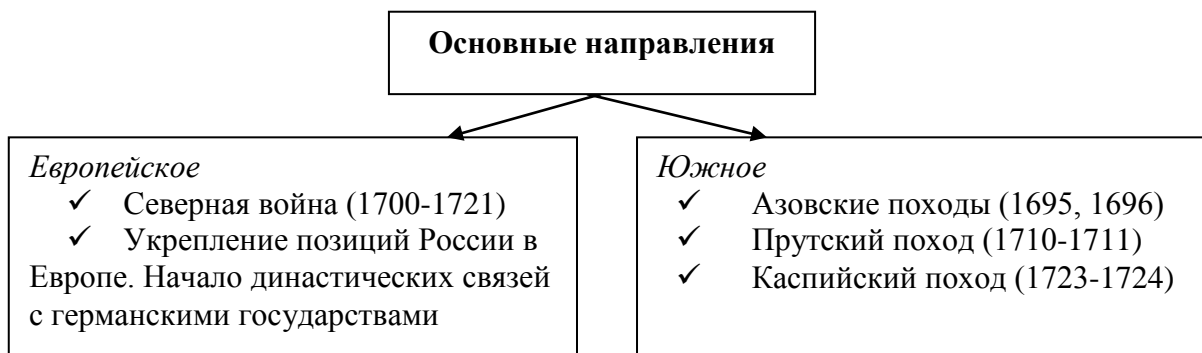 Основные направления
Европейское
✓ Северная война (1700-1721)
✓ Укрепление позиций России в
Европе. Начало династических связей
с германскими государствами
Южное
✓ Азовские походы (1695, 1696)
✓ Прутский поход (1710-1711)
✓ Каспийский поход (1723-1724)